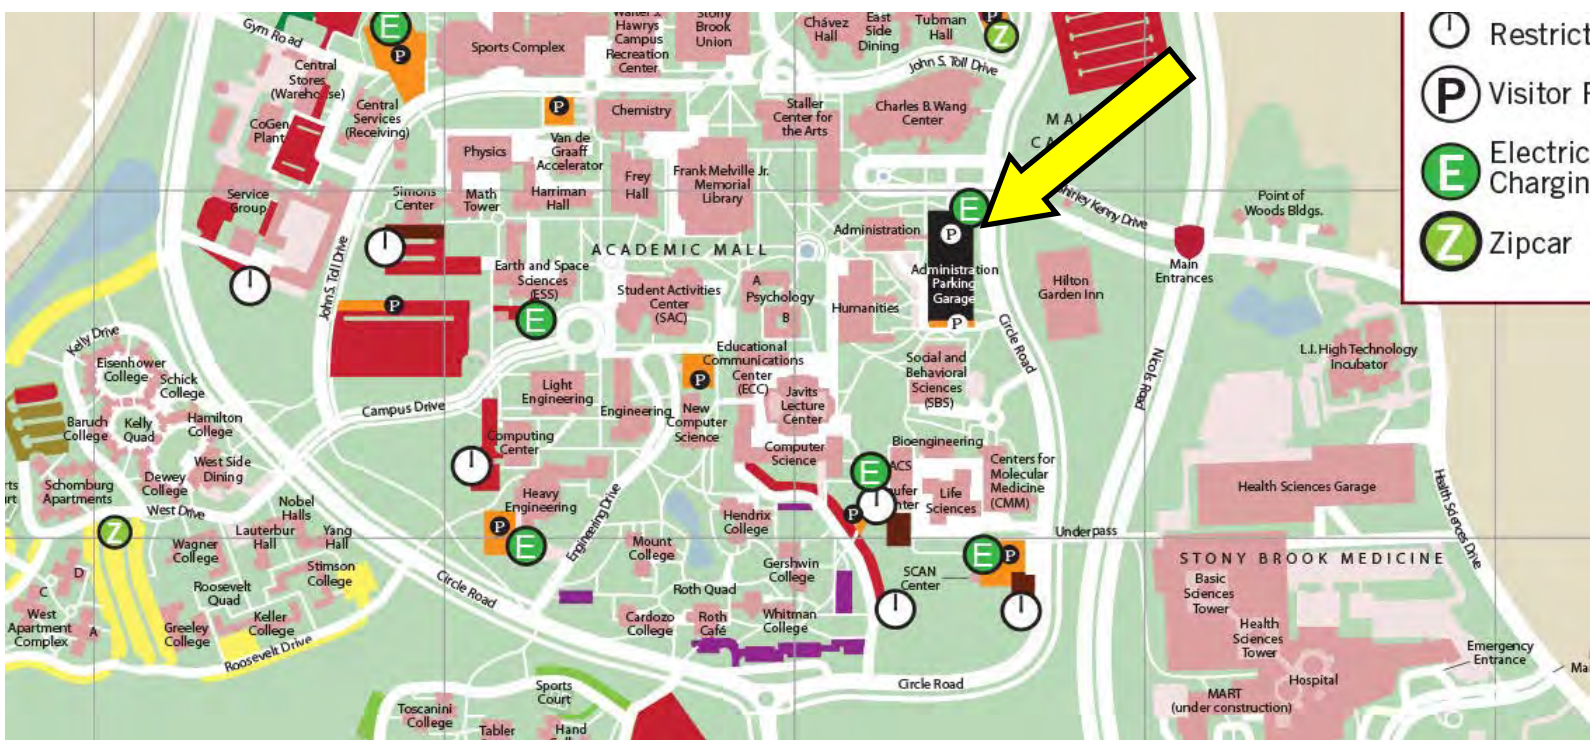 Gym Road
Central
Stores
(Warehouse)
Central
Services
(Receiving)
CoGen
Plant
Service
Group
Sports Complex
Walter J.
Hawrys
Campus
Recreation
Center
Stony
Brook
Union
Chávez
Hall
East
Side
Dining
Tubman
Hall
John S. Toll Drive
E
P
P
Z
P
Chemistry
Staller
Center for
the Arts
Charles B. Wang
Center
Physics
Van de
Graaff
Accelerator
Frey
Hall
Frank Melville Jr.
Memorial
Library
Simons
Center
Math
Tower
Harriman
Hall
John S. Toll Drive
ACADEMIC MALL
Administration
E
P
Administration
Parking
Garage
P
Shirley Kenny Drive
Point of
Woods Bldgs.
Main
Entrances
Hilton
Garden Inn
Earth and Space
Sciences
(ESS)
E
P
Student Activities
Center
(SAC)
A
Psychology
B
Humanities
Circle Road
Nicolls Road
Kelly Drive
Eisenhower
College
Schick
College
Baruch
College
Kelly
Quad
Hamilton
College
West Side
Dining
Dewey
College
Schomburg
Apartments
West Drive
Campus Drive
Light
Engineering
Engineering
P
New
Computer
Science
Educational
Communications
Center
(ECC)
Javits
Lecture
Center
Social and
Behavioral
Sciences
(SBS)
L.I. High Technology
Incubator
Computing
Center
Computer
Science
Bioengineering
E
P
Life
Sciences
Centers for
Molecular
Medicine
(CMM)
Health Sciences Garage
Health Sciences Drive
Heavy
Engineering
P
E
Engineering Drive
Nobel
Halls
Lauterbur
Hall
Yang
Hall
Z
Wagner
College
Stimson
College
Roosevelt
Quad
Keller
College
Greeley
College
Roosevelt Drive
D
C
West
Apartment
Complex
A
Circle Road
Hendrix
College
Mount
College
Gershwin
College
Roth Quad
Cardozo
College
Roth
Café
Whitman
College
SCAN
Center
E
P
Underpass
STONY BROOK MEDICINE
Basic
Sciences
Tower
Health
Sciences
Tower
Hospital
MART
(under construction)
Emergency
Entrance
Circle Road
Sports
Court
Toscanini
College
Tabler
Hand
Restrict
P Visitor
E Electric
Chargin
Z Zipcar